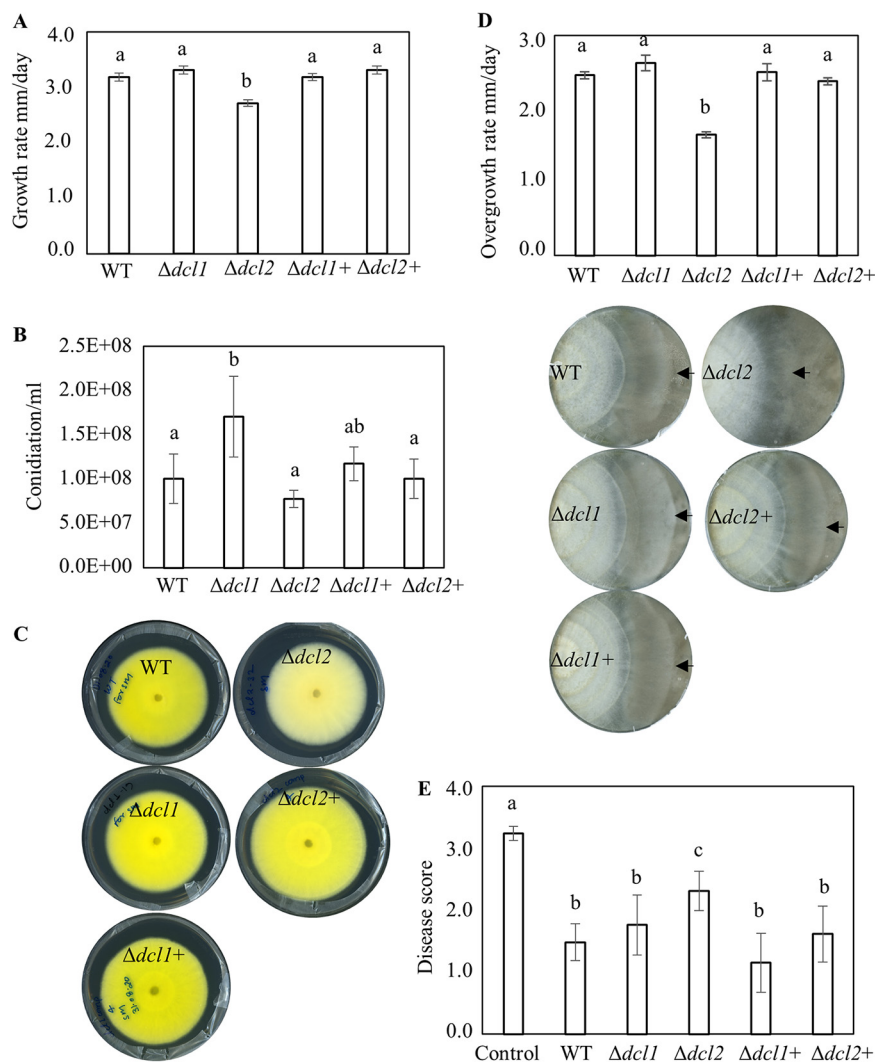 A
Growth rate mm/day
4.0
3.0
2.0
1.0
0.0
a
a
b
a
a
WT
Δdcl1
Δdcl2
Δdcl1+
Δdcl2+
B
Conidiation/ml
2.5E+08
2.0E+08
1.5E+08
1.0E+08
5.0E+07
0.0E+00
a
b
a
ab
a
WT
Δdcl1
Δdcl2
Δdcl1+
Δdcl2+
C
WT
Δdcl2
Δdcl1
Δdcl2+
Δdcl1+
D
Overgrowth rate mm/day
3.0
2.0
1.0
0.0
a
a
b
a
a
WT
Δdcl1
Δdcl2
Δdcl1+
Δdcl2+
WT
Δdcl2
Δdcl1
Δdcl2+
Δdcl1+
E
Disease score
4.0
3.0
2.0
1.0
0.0
a
b
b
c
b
b
Control
WT
Δdcl1
Δdcl2
Δdcl1+
Δdcl2+